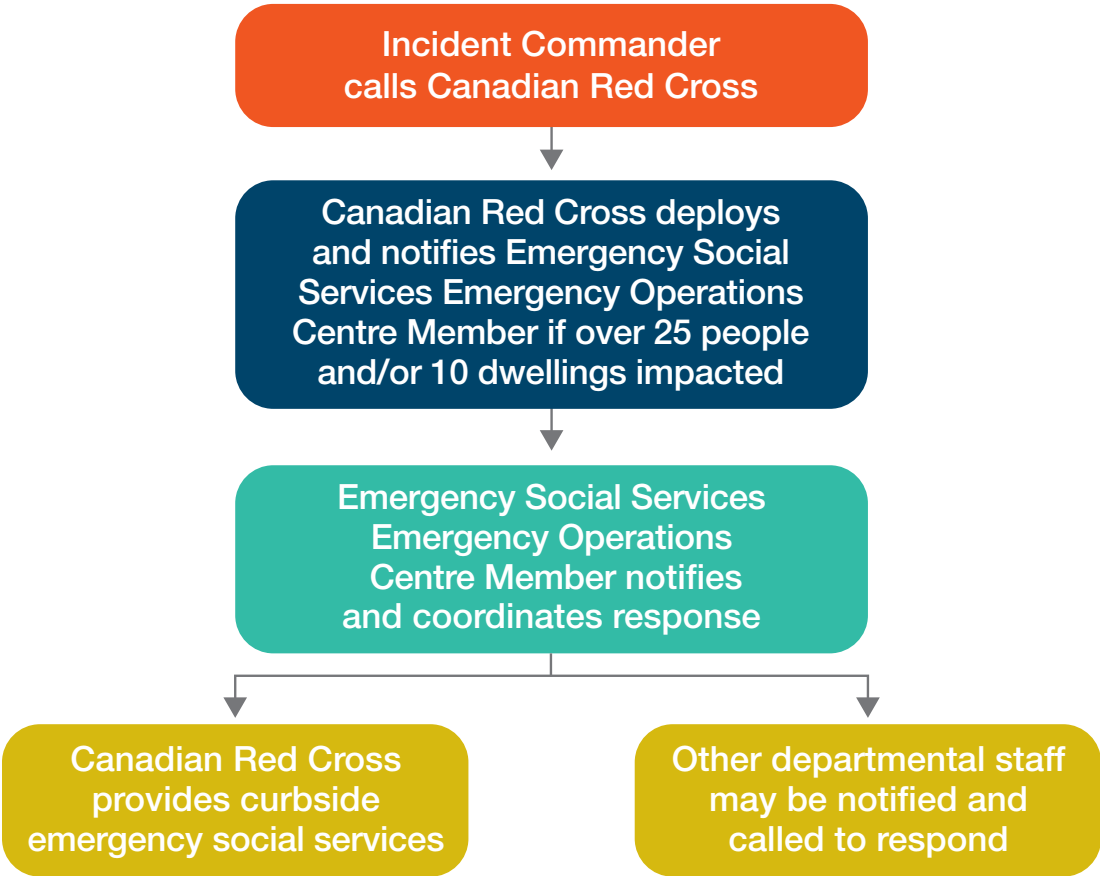 Incident Commander
calls Canadian Red Cross
Canadian Red Cross deploys
and notifies Emergency Social
Services Emergency Operations
Centre Member if over 25 people
and/or 10 dwellings impacted
Emergency Social Services
Emergency Operations
Centre Member notifies
and coordinates response
Canadian Red Cross
provides curbside
emergency social services
Other departmental staff
may be notified and
called to respond